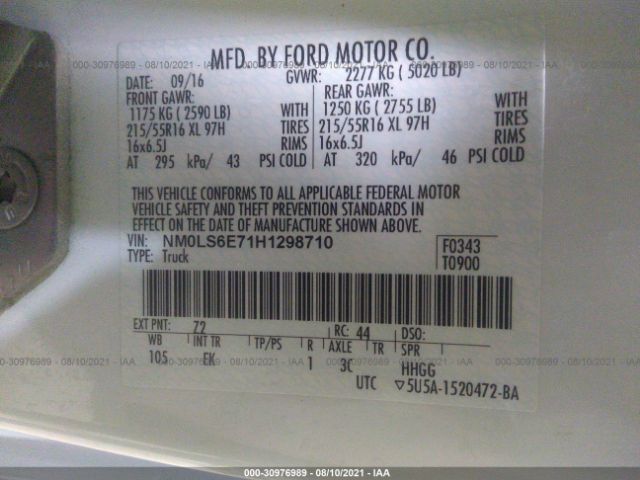 MFD. BY FORD MOTOR CO.
DATE: 09/16 GVWR: 2277 KG ( 5020 LB)
FRONT GAWR: REAR GAWR:
1175 KG ( 2590 LB) WITH 1250 KG ( 2755 LB) WITH
215/55R16 XL 97H TIRES 215/55R16 XL 97H TIRES
16x6.5J RIMS 16x6.5J RIMS
AT 295 kPa/ 43 PSI COLD AT 320 kPa/ 46 PSI COLD
THIS VEHICLE CONFORMS TO ALL APPLICABLE FEDERAL MOTOR
VEHICLE SAFETY AND THEFT PREVENTION STANDARDS IN
EFFECT ON THE DATE OF MANUFACTURE SHOWN ABOVE.
VIN: NM0LS6E71H1298710 F0343
TYPE: Truck T0900
EXT PNT: 72 RC: 44 DSO:
WB INT TR TP/PS R AXLE TR SPR
105 EK 1 3C HHGG
UTC ▽5U5A-1520472-BA
000-30976989 - 08/10/2021 - IAA